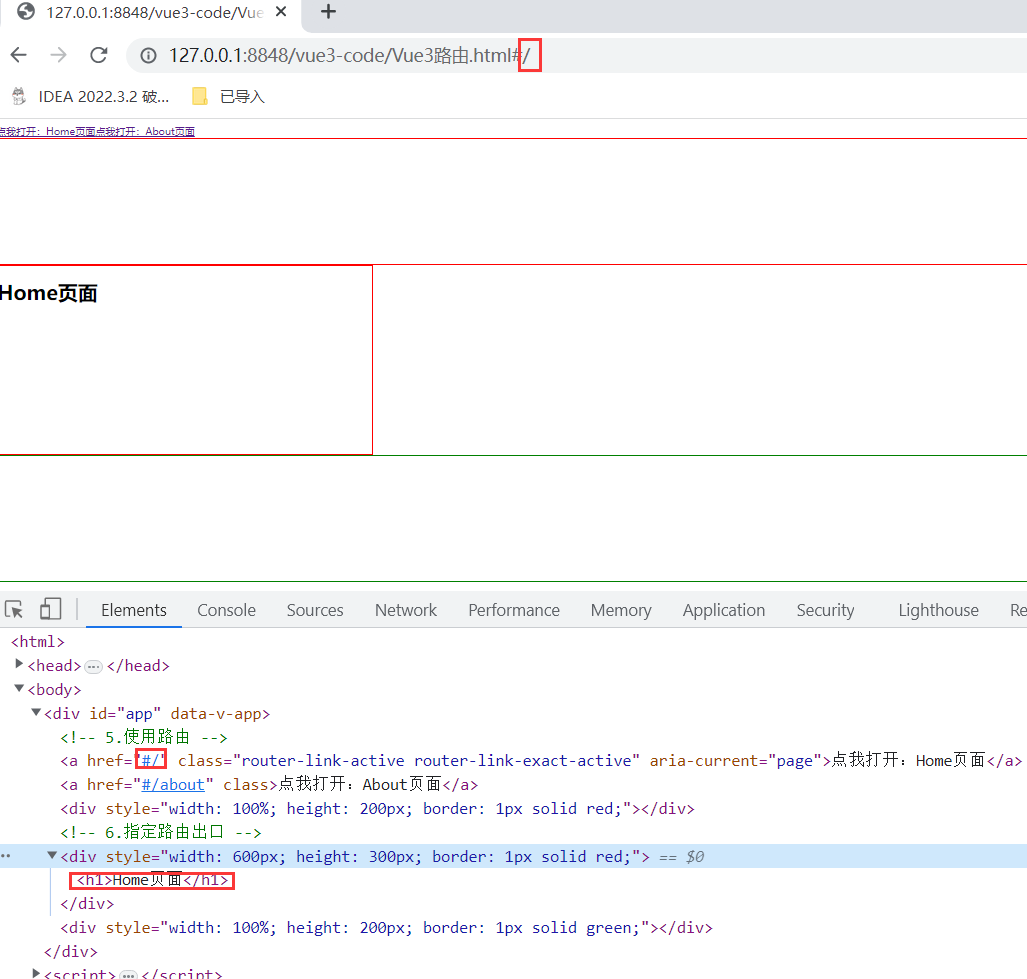 127.0.0.1:8848/vue3-code/Vue
127.0.0.1:8848/vue3-code/Vue3路由.html#/
IDEA 2022.3.2 破... 已导入
点我打开：Home页面点我打开：About页面
Home页面
Elements Console Sources Network Performance Memory Application Security Lighthouse Re
<html>
<head>...</head>
<body>
<div id="app" data-v-app>
<!-- 5.使用路由 -->
<a href="#/" class="router-link-active router-link-exact-active" aria-current="page">点我打开：Home页面</a>
<a href="#/about" class>点我打开：About页面</a>
<div style="width: 100%; height: 200px; border: 1px solid red;"></div>
<!-- 6.指定路由出口 -->
<div style="width: 600px; height: 300px; border: 1px solid red;"> == $0
<h1>Home页面</h1>
</div>
<div style="width: 100%; height: 200px; border: 1px solid green;"></div>
</div>
<script>...</script>